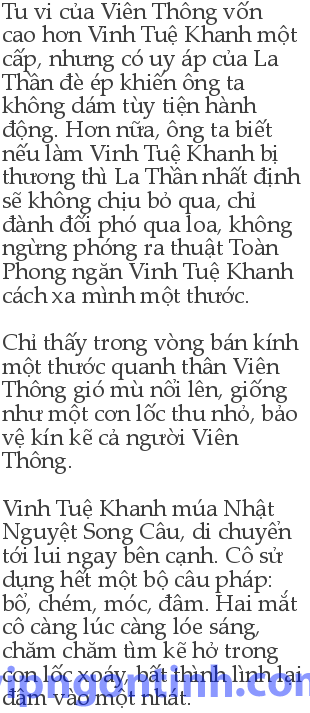 Tu vi của Viên Thông vốn
cao hơn Vinh Tuệ Khanh một
cấp, nhưng có uy áp của La
Thần đè ép khiến ông ta
không dám tùy tiện hành
động. Hơn nữa, ông ta biết
nếu làm Vinh Tuệ Khanh bị
thương thì La Thần nhất định
sẽ không chịu bỏ qua, chỉ
đành đối phó qua loa, không
ngừng phóng ra thuật Toàn
Phong ngăn Vinh Tuệ Khanh
cách xa mình một thước.
Chỉ thấy trong vòng bán kính
một thước quanh thân Viên
Thông gió mù nổi lên, giống
như một cơn lốc thu nhỏ, bảo
vệ kín kẽ cả người Viên
Thông.
Vinh Tuệ Khanh múa Nhật
Nguyệt Song Câu, di chuyển
tới lui ngay bên cạnh. Cô sử
dụng hết một bộ câu pháp:
bổ, chém, móc, đâm. Hai mắt
cô càng lúc càng lóe sáng,
chăm chăm tìm kẽ hở trong
cơn lốc xoáy, bất thình lình lại
đâm vào một nhát.
vipngontinh.com